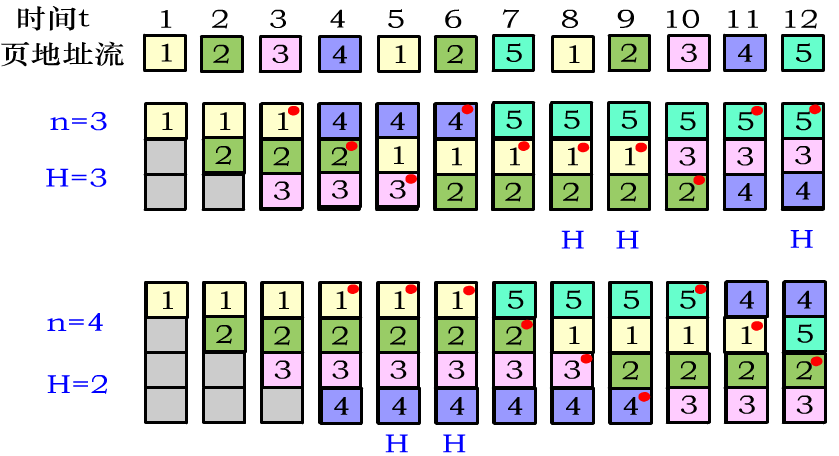 时间t 1 2 3 4 5 6 7 8 9 10 11 12
页地址流 1 2 3 4 1 2 5 1 2 3 4 5
n=3 1 1 1 4 4 4 5 5 5 5 5 5
2 2 2 1 1 1 1 1 3 3 3
H=3 3 3 3 2 2 2 2 2 4 4
H H H
1 1 1 1 1 1 5 5 5 5 4 4
n=4 2 2 2 2 2 2 1 1 1 1 5
H=2 3 3 3 3 3 3 2 2 2 2
4 4 4 4 4 4 3 3 3
H H